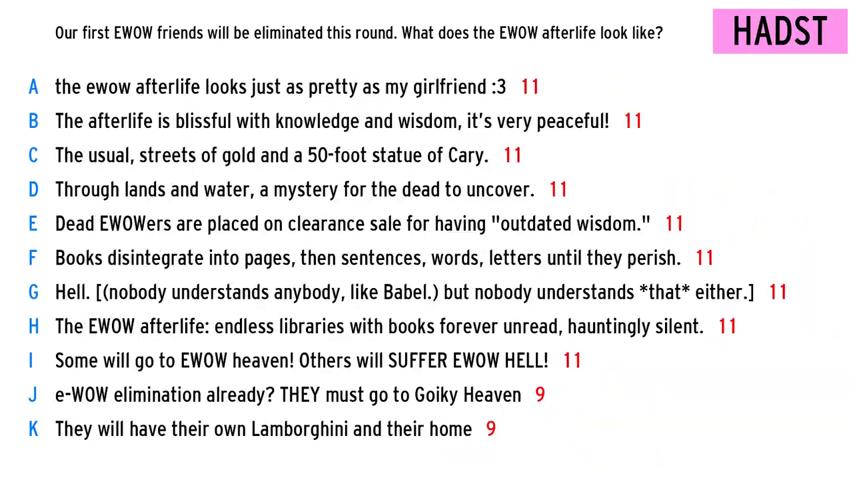 Our first EWOW friends will be eliminated this round. What does the EWOW afterlife look like?
HADST
A the ewow afterlife looks just as pretty as my girlfriend :3 11
B The afterlife is blissful with knowledge and wisdom, it's very peaceful! 11
C The usual, streets of gold and a 50-foot statue of Cary. 11
D Through lands and water, a mystery for the dead to uncover. 11
E Dead EWOWers are placed on clearance sale for having "outdated wisdom." 11
F Books disintegrate into pages, then sentences, words, letters until they perish. 11
G Hell. [(nobody understands anybody, like Babel.) but nobody understands *that* either.] 11
H The EWOW afterlife: endless libraries with books forever unread, hauntingly silent. 11
I Some will go to EWOW heaven! Others will SUFFER EWOW HELL! 11
J e-WOW elimination already? THEY must go to Goiky Heaven 9
K They will have their own Lamborghini and their home 9